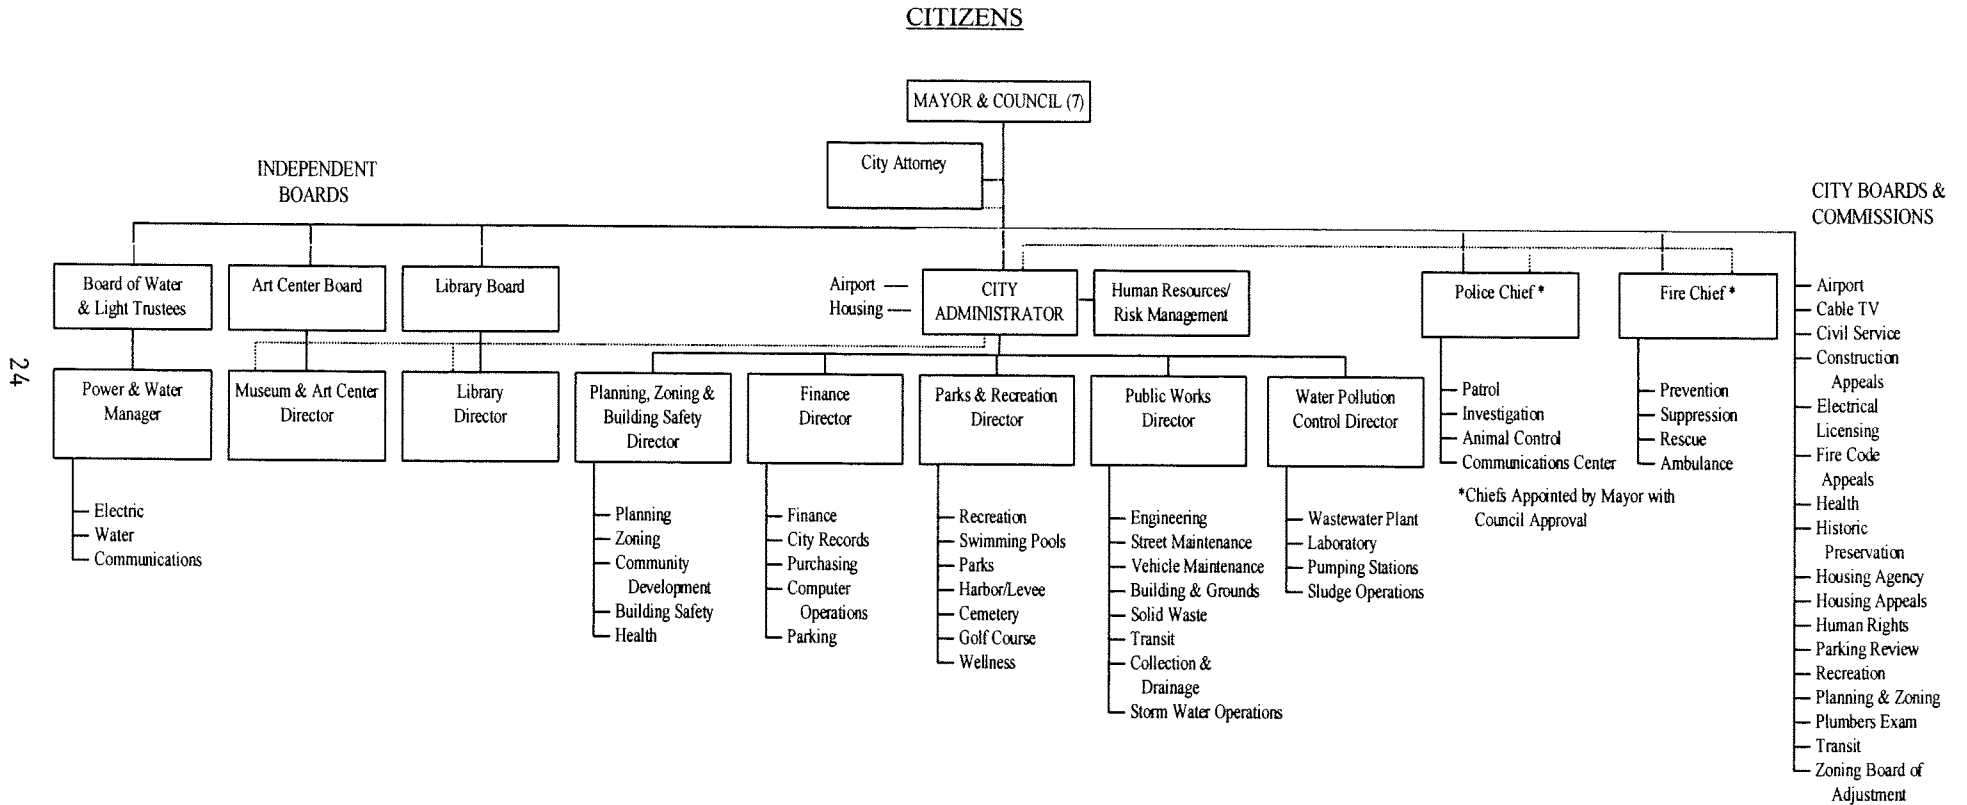 CITIZENS
MAYOR & COUNCIL (7)
City Attorney
INDEPENDENT
BOARDS
CITY BOARDS &
COMMISSIONS
Board of Water
& Light Trustees
Art Center Board
Library Board
Airport
Housing
CITY
ADMINISTRATOR
Human Resources/
Risk Management
Police Chief *
Fire Chief *
Power & Water
Manager
Museum & Art Center
Director
Library
Director
Planning, Zoning &
Building Safety
Director
Finance
Director
Parks & Recreation
Director
Public Works
Director
Water Pollution
Control Director
Electric
Water
Communications
Planning
Zoning
Community
Development
Building Safety
Health
Finance
City Records
Purchasing
Computer
Operations
Parking
Recreation
Swimming Pools
Parks
Harbor/Levee
Cemetery
Golf Course
Wellness
Engineering
Street Maintenance
Vehicle Maintenance
Building & Grounds
Solid Waste
Transit
Collection &
Drainage
Storm Water Operations
Wastewater Plant
Laboratory
Pumping Stations
Sludge Operations
Patrol
Investigation
Animal Control
Communications Center
Prevention
Suppression
Rescue
Ambulance
*Chiefs Appointed by Mayor with
Council Approval
Airport
Cable TV
Civil Service
Construction
Appeals
Electrical
Licensing
Fire Code
Appeals
Health
Historic
Preservation
Housing Agency
Housing Appeals
Human Rights
Parking Review
Recreation
Planning & Zoning
Plumbers Exam
Transit
Zoning Board of
Adjustment
24